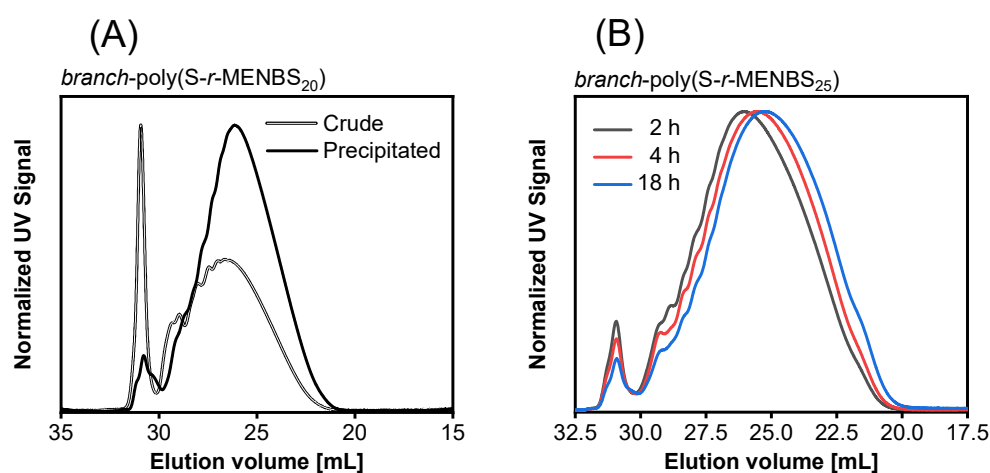 (A)
branch-poly(S-r-MENBS₂₀)
Crude
Precipitated
Normalized UV Signal
35 30 25 20 15
Elution volume [mL]
(B)
branch-poly(S-r-MENBS₂₅)
2 h
4 h
18 h
Normalized UV Signal
32.5 30.0 27.5 25.0 22.5 20.0 17.5
Elution volume [mL]